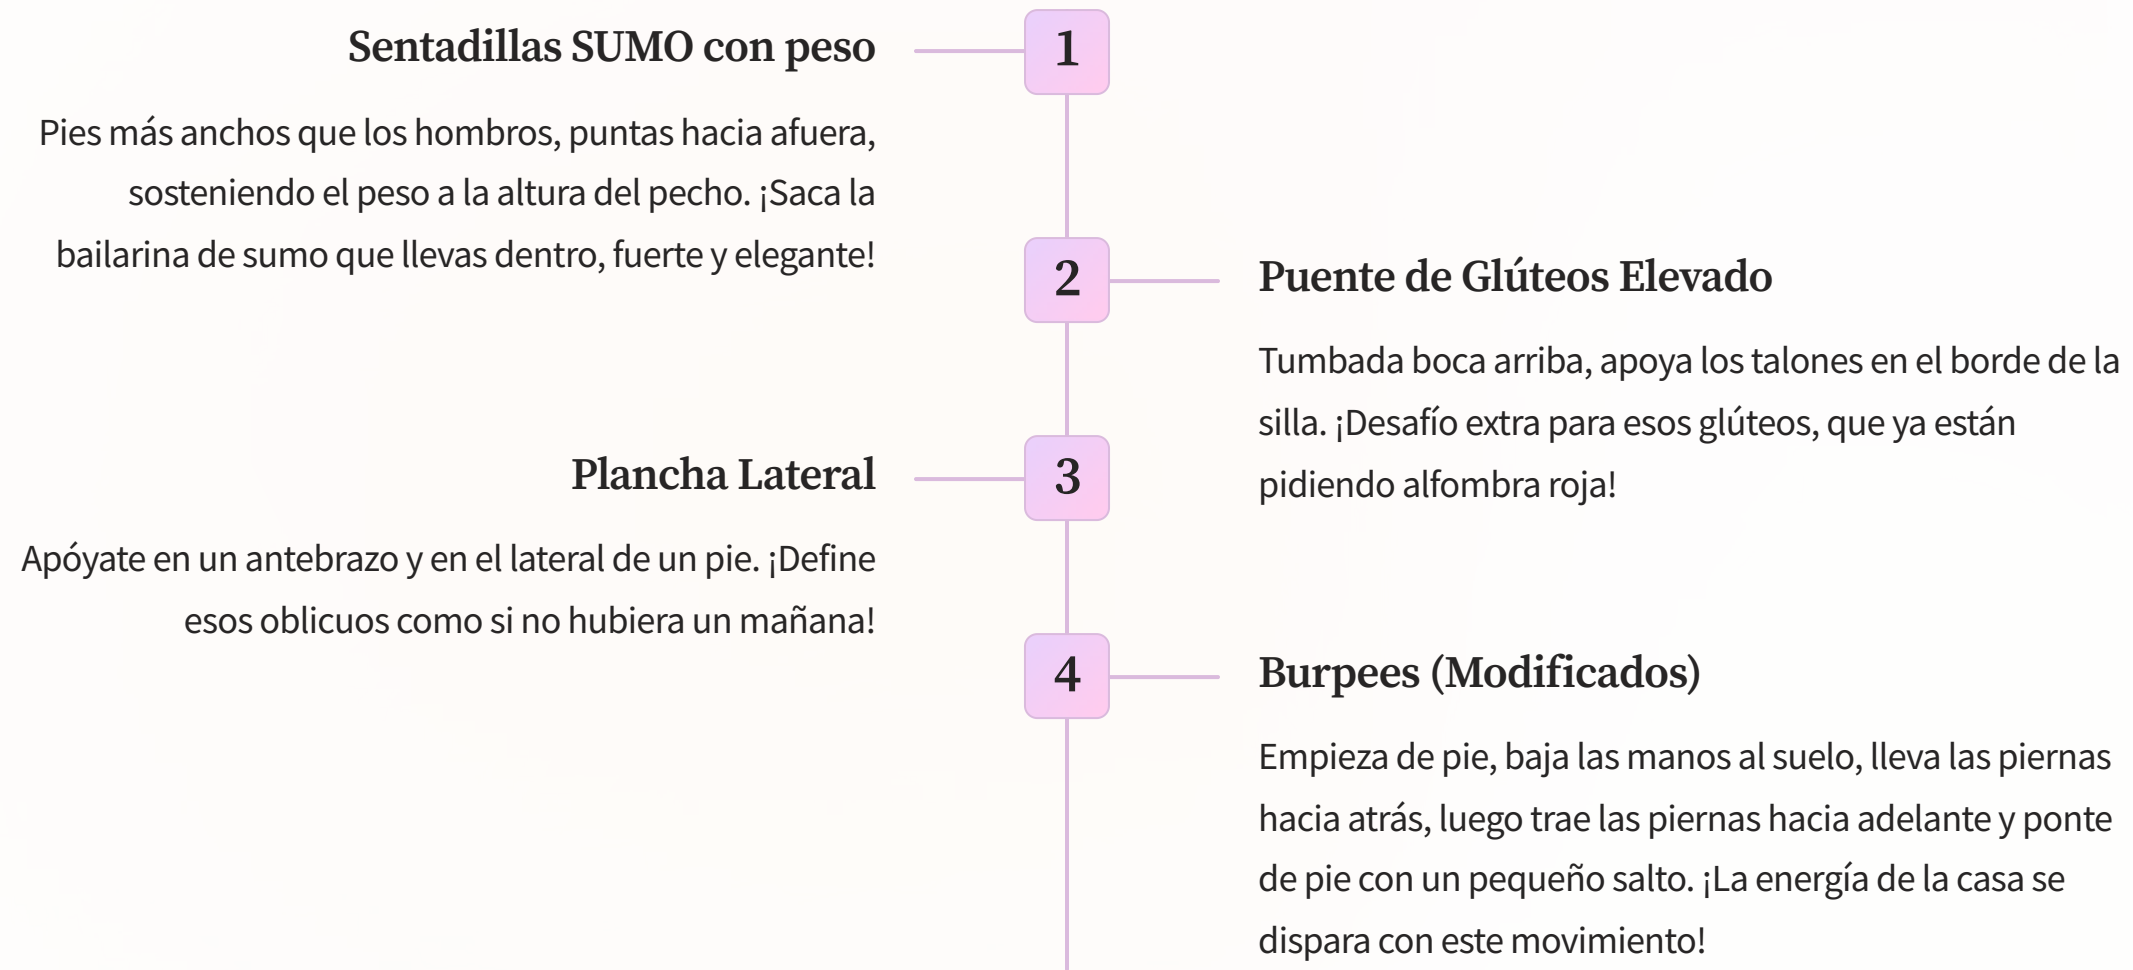 Sentadillas SUMO con peso
1
Pies más anchos que los hombros, puntas hacia afuera,
sosteniendo el peso a la altura del pecho. ¡Saca la
bailarina de sumo que llevas dentro, fuerte y elegante!
2
Puente de Glúteos Elevado
Tumbada boca arriba, apoya los talones en el borde de la
silla. ¡Desafío extra para esos glúteos, que ya están
pidiendo alfombra roja!
Plancha Lateral
3
Apóyate en un antebrazo y en el lateral de un pie. ¡Define
esos oblicuos como si no hubiera un mañana!
4
Burpees (Modificados)
Empieza de pie, baja las manos al suelo, lleva las piernas
hacia atrás, luego trae las piernas hacia adelante y ponte
de pie con un pequeño salto. ¡La energía de la casa se
dispara con este movimiento!